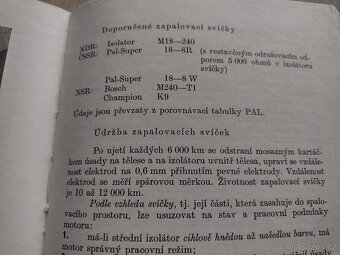 Doporučené zapalovací svíčky
NDR: Isolator M18—240
ČSSR: Pal-Super 18—8R (s vestavěným odrušovacím od-
porem 5 000 ohmů v izolátoru
svíčky)
Pal-Super 18—8 W
NSR: Bosch M240—T1
Champion K9
Údaje jsou převzaty z porovnávací tabulky PAL.
Údržba zapalovacích svíček
Po ujetí každých 6 000 km se odstraní mosazným kartáč-
kem úsady na tělese a na izolátoru uvnitř tělesa, upraví se vzdá-
lenost elektrod na 0,6 mm přihnutím pevné elektrody. Vzdálenost
elektrod se měří spárovou měrkou. Životnost zapalovací svíčky
je 10 až 12 000 km.
Podle vzhledu svíčky, tj. její části, která zasahuje do spalo-
vacího prostoru, lze usuzovat na stav a pracovní podmínky
motoru:
1. má-li střední izolátor cihlově hnědou až našedlou barvu, má
motor správný pracovní režim;